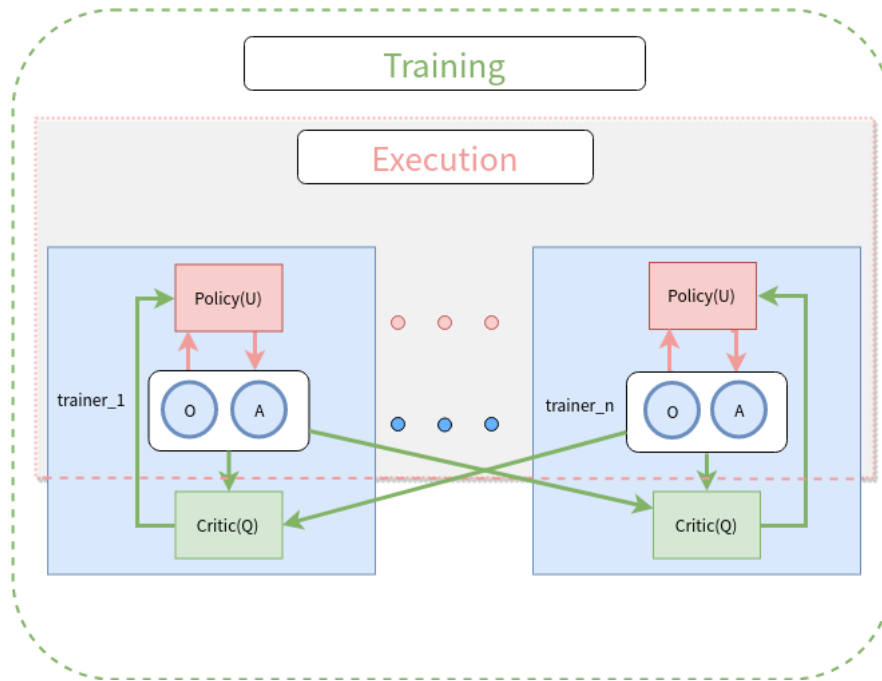 Training
Execution
Policy(U)
Policy(U)
trainer_1
O
A
trainer_n
O
A
Critic(Q)
Critic(Q)